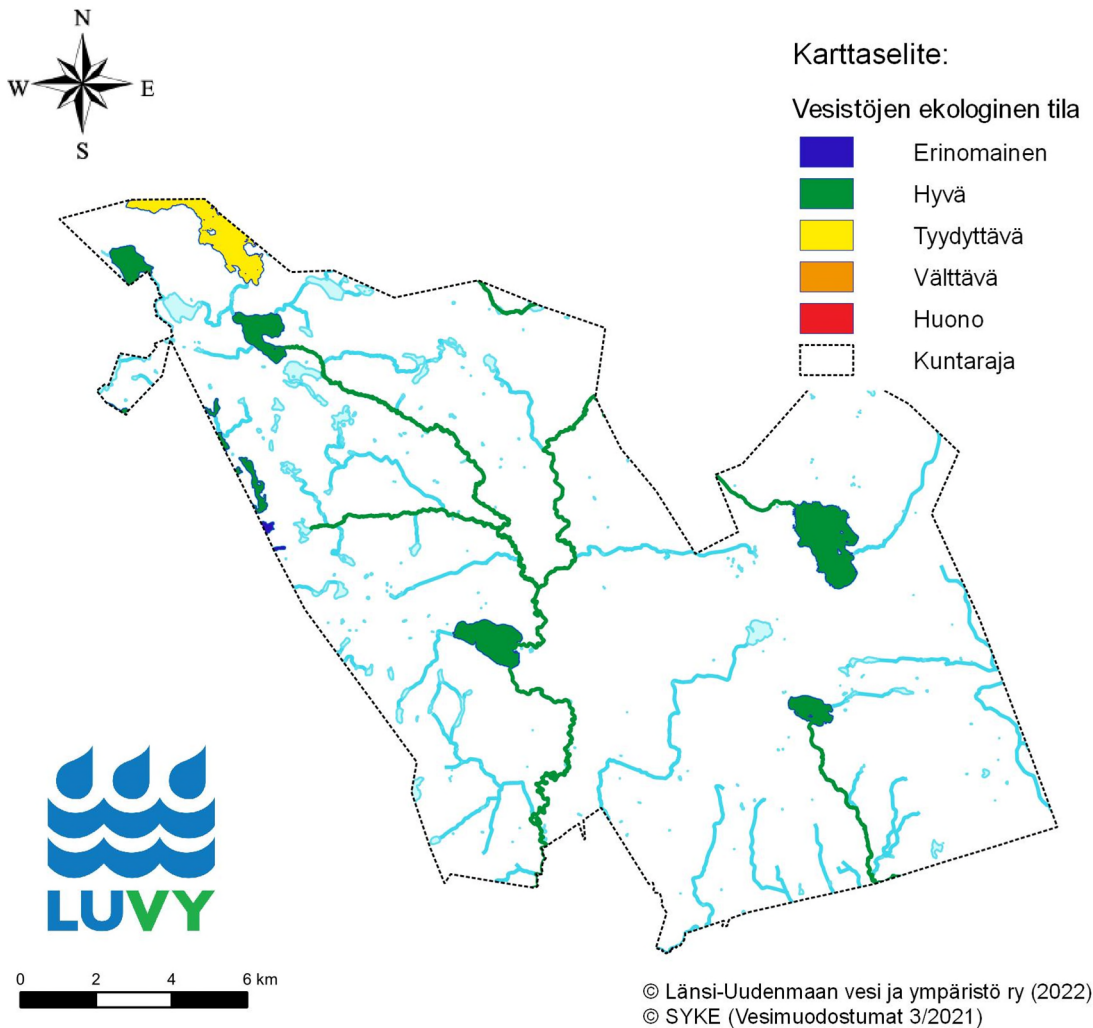 N
W E
S
Karttaselite:
Vesistöjen ekologinen tila
Erinomainen
Hyvä
Tyydyttävä
Välttävä
Huono
Kuntaraja
LUVY
0 2 4 6 km
© Länsi-Uudenmaan vesi ja ympäristö ry (2022)
© SYKE (Vesimuodostumat 3/2021)